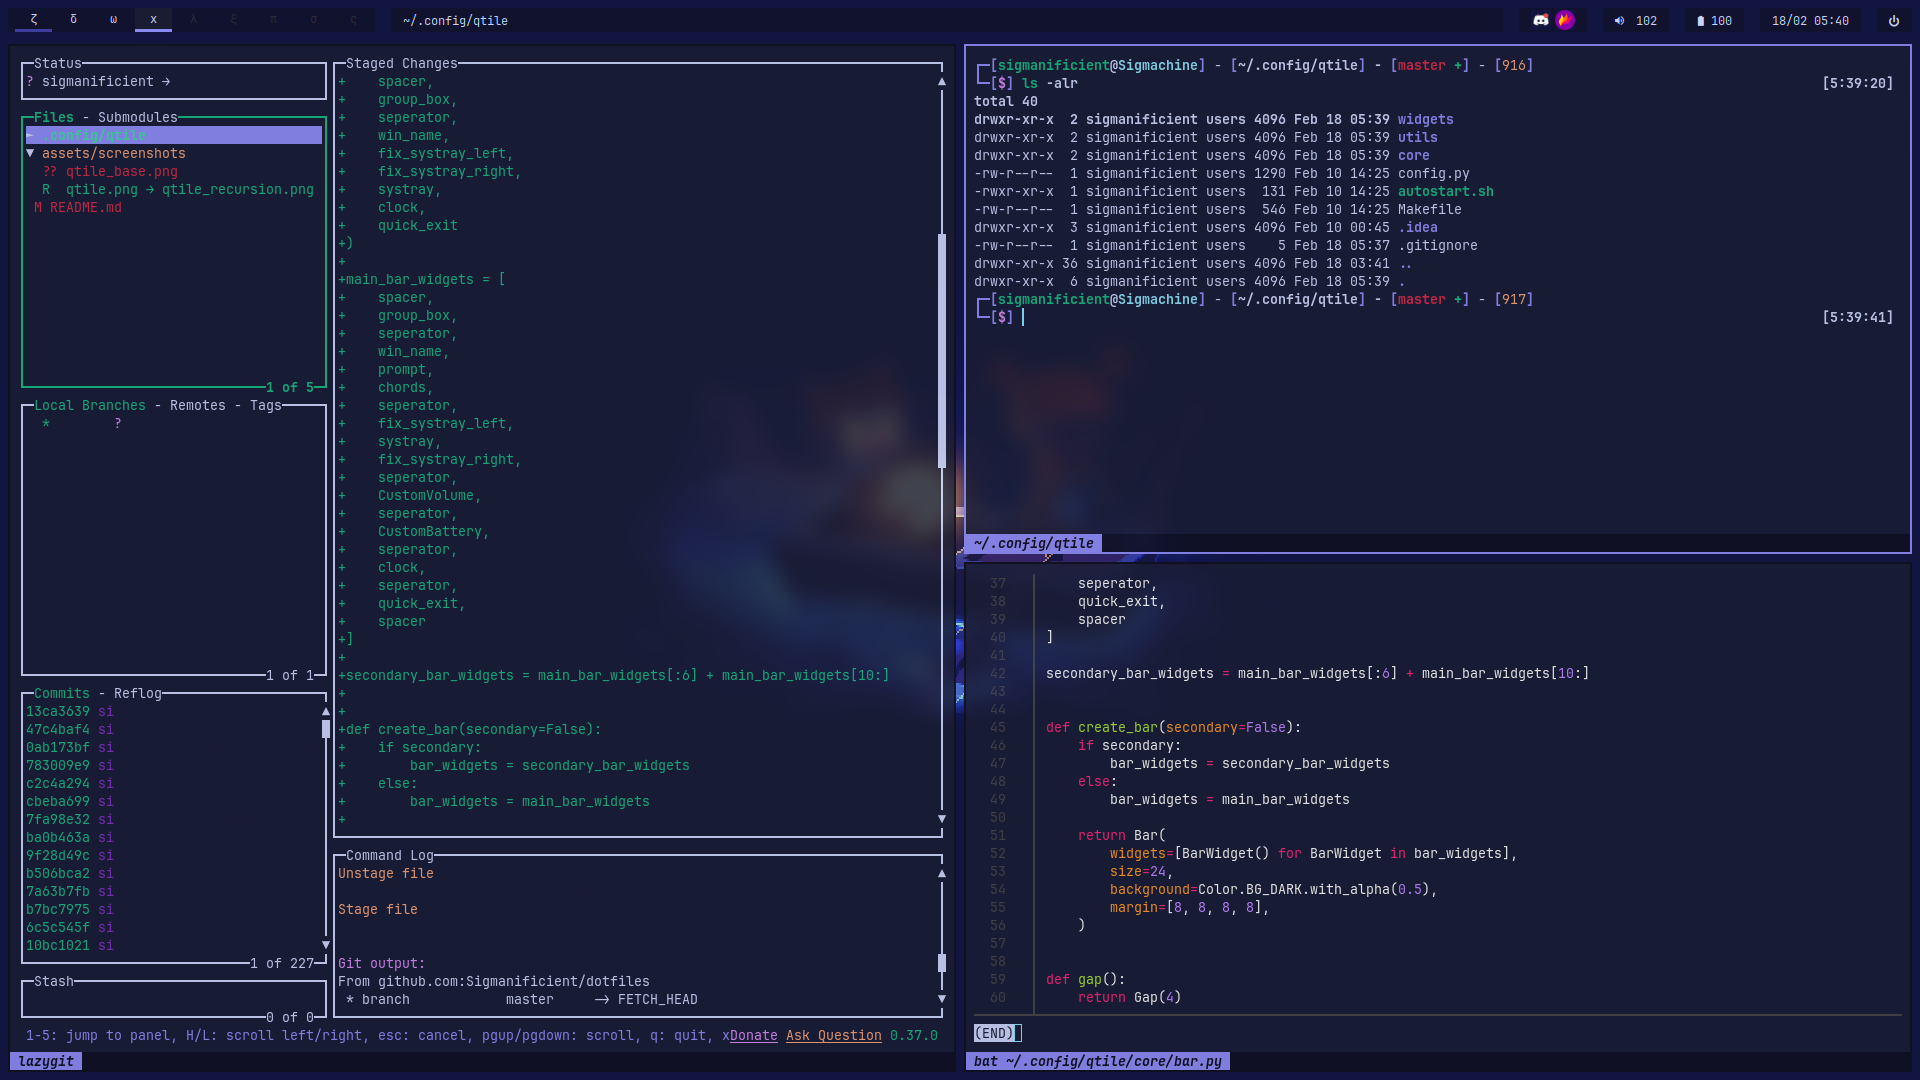 ζ δ ω x λ ξ π σ ς
~/.config/qtile
102
100
18/02 05:40
Status
? sigmanificient →
Files - Submodules
► .config/qtile
▼ assets/screenshots
?? qtile_base.png
R  qtile.png → qtile_recursion.png
M README.md
1 of 5
Local Branches - Remotes - Tags
*        ?
1 of 1
Commits - Reflog
13ca3639 si
47c4baf4 si
0ab173bf si
783009e9 si
c2c4a294 si
cbeba699 si
7fa98e32 si
ba0b463a si
9f28d49c si
b506bca2 si
7a63b7fb si
b7bc7975 si
6c5c545f si
10bc1021 si
1 of 227
Stash
0 of 0
Staged Changes
+    spacer,
+    group_box,
+    seperator,
+    win_name,
+    fix_systray_left,
+    fix_systray_right,
+    systray,
+    clock,
+    quick_exit
+)
+
+main_bar_widgets = [
+    spacer,
+    group_box,
+    seperator,
+    win_name,
+    prompt,
+    chords,
+    seperator,
+    fix_systray_left,
+    systray,
+    fix_systray_right,
+    seperator,
+    CustomVolume,
+    seperator,
+    CustomBattery,
+    seperator,
+    clock,
+    seperator,
+    quick_exit,
+    spacer
+]
+
+secondary_bar_widgets = main_bar_widgets[:6] + main_bar_widgets[10:]
+
+
+def create_bar(secondary=False):
+    if secondary:
+        bar_widgets = secondary_bar_widgets
+    else:
+        bar_widgets = main_bar_widgets
+
Command Log
Unstage file
Stage file
Git output:
From github.com:Sigmanificient/dotfiles
* branch            master     -> FETCH_HEAD
1-5: jump to panel, H/L: scroll left/right, esc: cancel, pgup/pgdown: scroll, q: quit, xDonate Ask Question 0.37.0
lazygit
[sigmanificient@Sigmachine] - [~/.config/qtile] - [master +] - [916]
[$] ls -alr [5:39:20]
total 40
drwxr-xr-x  2 sigmanificient users 4096 Feb 18 05:39 widgets
drwxr-xr-x  2 sigmanificient users 4096 Feb 18 05:39 utils
drwxr-xr-x  2 sigmanificient users 4096 Feb 18 05:39 core
-rw-r--r--  1 sigmanificient users 1290 Feb 10 14:25 config.py
-rwxr-xr-x  1 sigmanificient users  131 Feb 10 14:25 autostart.sh
-rw-r--r--  1 sigmanificient users  546 Feb 10 14:25 Makefile
drwxr-xr-x  3 sigmanificient users 4096 Feb 10 00:45 .idea
-rw-r--r--  1 sigmanificient users    5 Feb 18 05:37 .gitignore
drwxr-xr-x 36 sigmanificient users 4096 Feb 18 03:41 ..
drwxr-xr-x  6 sigmanificient users 4096 Feb 18 05:39 .
[sigmanificient@Sigmachine] - [~/.config/qtile] - [master +] - [917]
[$] [5:39:41]
~/.config/qtile
37      seperator,
38      quick_exit,
39      spacer
40  ]
41
42  secondary_bar_widgets = main_bar_widgets[:6] + main_bar_widgets[10:]
43
44
45  def create_bar(secondary=False):
46      if secondary:
47          bar_widgets = secondary_bar_widgets
48      else:
49          bar_widgets = main_bar_widgets
50
51      return Bar(
52          widgets=[BarWidget() for BarWidget in bar_widgets],
53          size=24,
54          background=Color.BG_DARK.with_alpha(0.5),
55          margin=[8, 8, 8, 8],
56      )
57
58
59  def gap():
60      return Gap(4)
(END)
bat ~/.config/qtile/core/bar.py